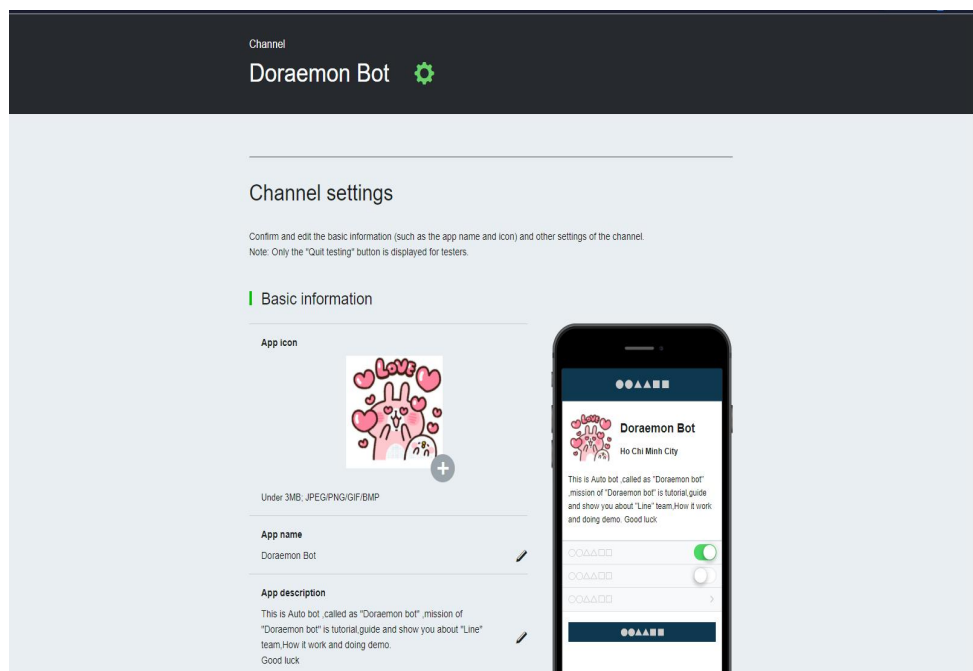 Channel
Doraemon Bot
Channel settings
Confirm and edit the basic information (such as the app name and icon) and other settings of the channel.
Note: Only the "Quit testing" button is displayed for testers.
Basic information
App icon
LOVE
Under 3MB; JPEG/PNG/GIF/BMP
App name
Doraemon Bot
App description
This is Auto bot ,called as "Doraemon bot" ,mission of
"Doraemon bot" is tutorial,guide and show you about "Line"
team,How it work and doing demo.
Good luck
●●▲▲■■
LOVE
Doraemon Bot
Ho Chi Minh City
This is Auto bot ,called as "Doraemon bot"
,mission of "Doraemon bot" is tutorial,guide
and show you about "Line" team,How it work
and doing demo. Good luck
○○△△□□
○○△△□□
○○△△□□
●●▲▲■■